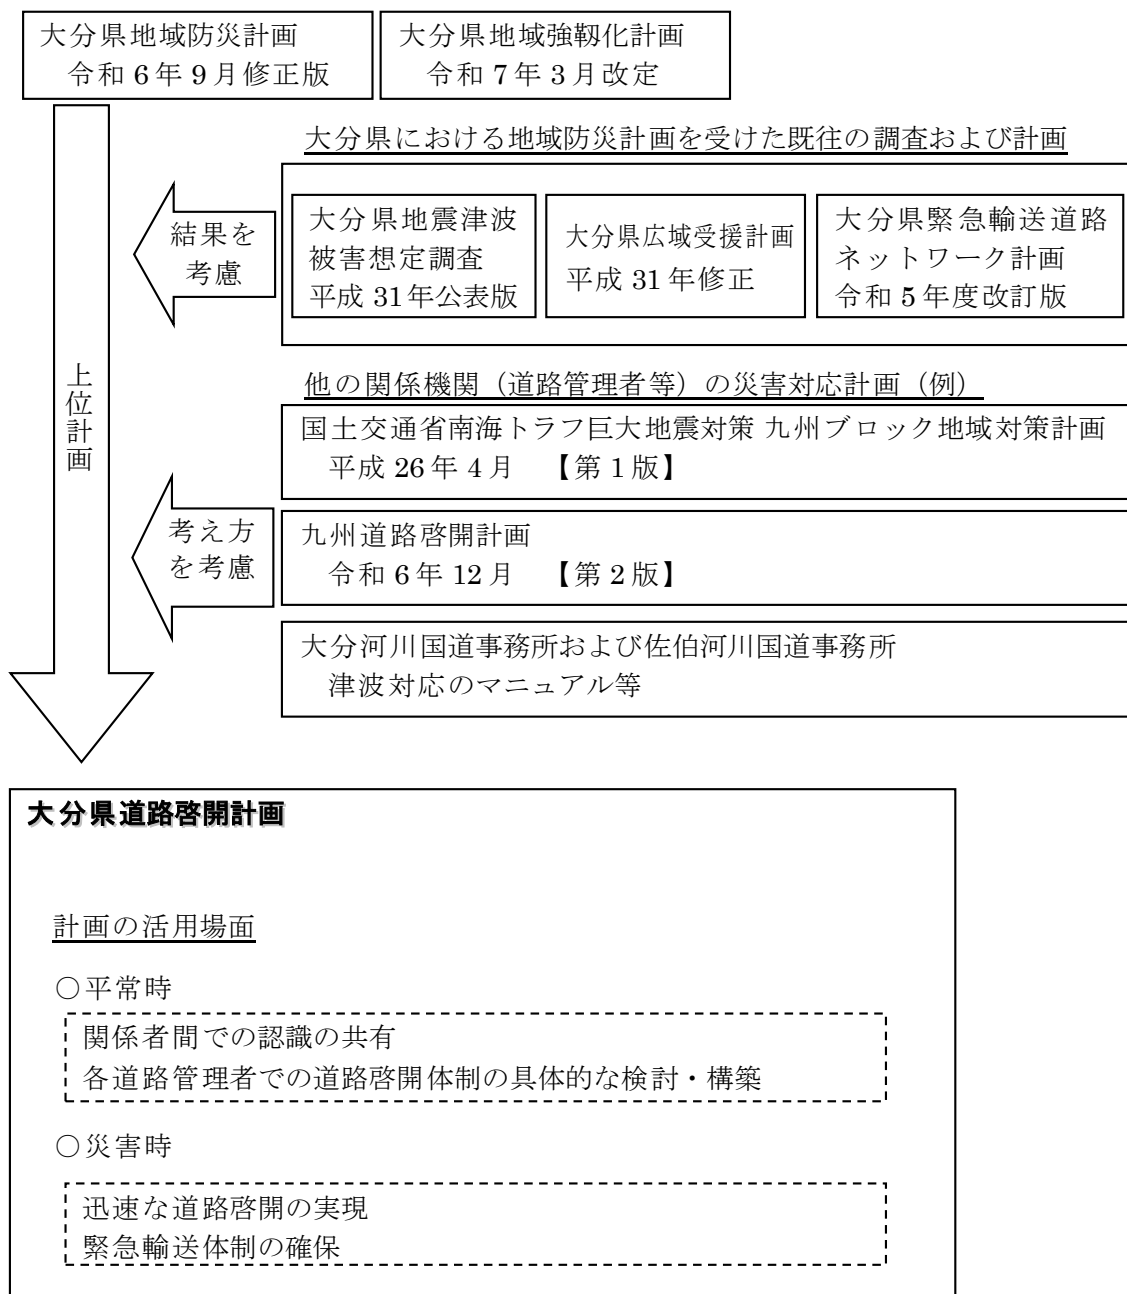 大分県地域防災計画
令和6年9月修正版
大分県地域強靱化計画
令和7年3月改定
大分県における地域防災計画を受けた既往の調査および計画
結果を
考慮
大分県地震津波
被害想定調査
平成 31年公表版
大分県広域受援計画
平成 31年修正
大分県緊急輸送道路
ネットワーク計画
令和5年度改訂版
上位計画
他の関係機関（道路管理者等）の災害対応計画（例）
国土交通省南海トラフ巨大地震対策 九州ブロック地域対策計画
平成 26年 4月 【第1版】
考え方
を考慮
九州道路啓開計画
令和6年12月 【第2版】
大分河川国道事務所および佐伯河川国道事務所
津波対応のマニュアル等
大分県道路啓開計画
計画の活用場面
○平常時
関係者間での認識の共有
各道路管理者での道路啓開体制の具体的な検討・構築
○災害時
迅速な道路啓開の実現
緊急輸送体制の確保